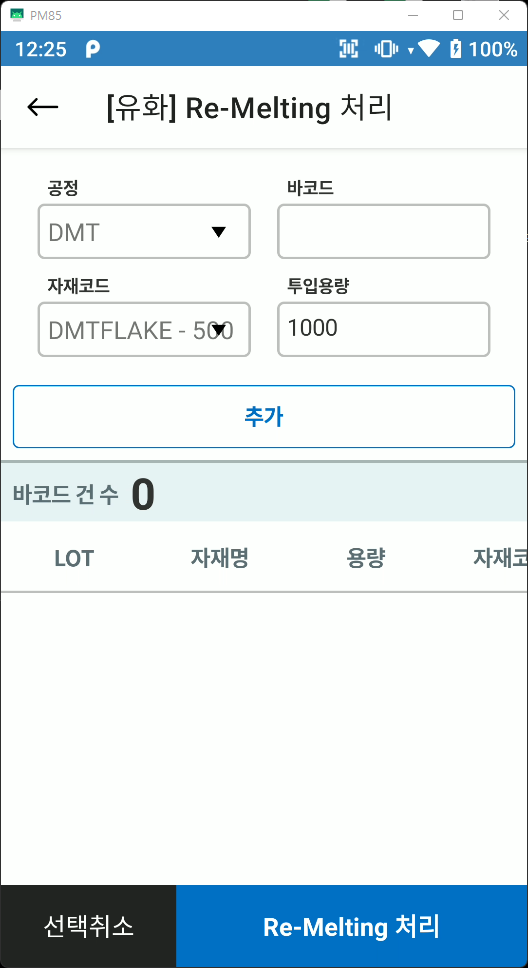 PM85
12:25 100%
[유화] Re-Melting 처리
공정 바코드
DMT
자재코드 투입용량
DMTFLAKE - 500 1000
추가
바코드 건 수 0
LOT 자재명 용량 자재코
선택취소 Re-Melting 처리